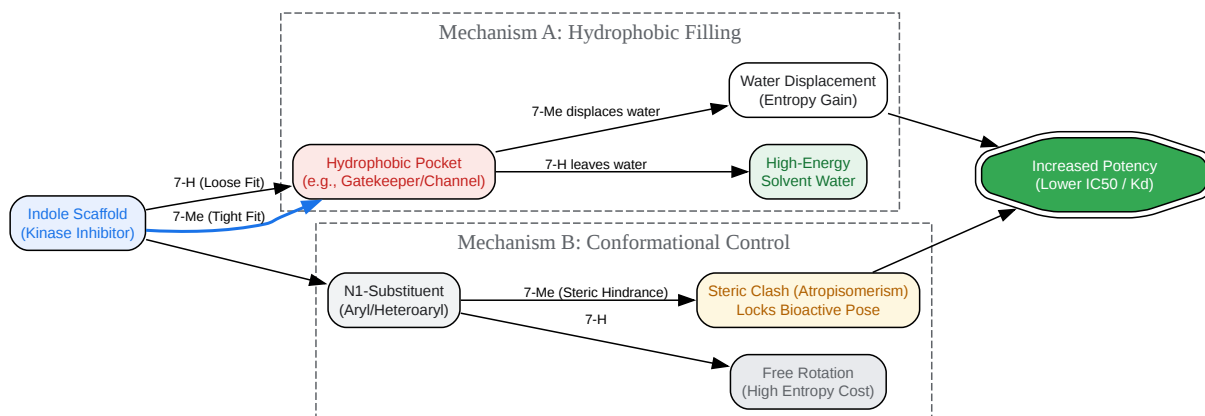 Mechanism A: Hydrophobic Filling
Water Displacement
(Entropy Gain)
7-Me displaces water
Hydrophobic Pocket
(e.g., Gatekeeper/Channel)
7-H leaves water
High-Energy
Solvent Water
Increased Potency
(Lower IC50 / Kd)
7-H (Loose Fit)
7-Me (Tight Fit)
Indole Scaffold
(Kinase Inhibitor)
Mechanism B: Conformational Control
N1-Substituent
(Aryl/Heteroaryl)
7-Me (Steric Hindrance)
Steric Clash (Atropisomerism)
Locks Bioactive Pose
7-H
Free Rotation
(High Entropy Cost)